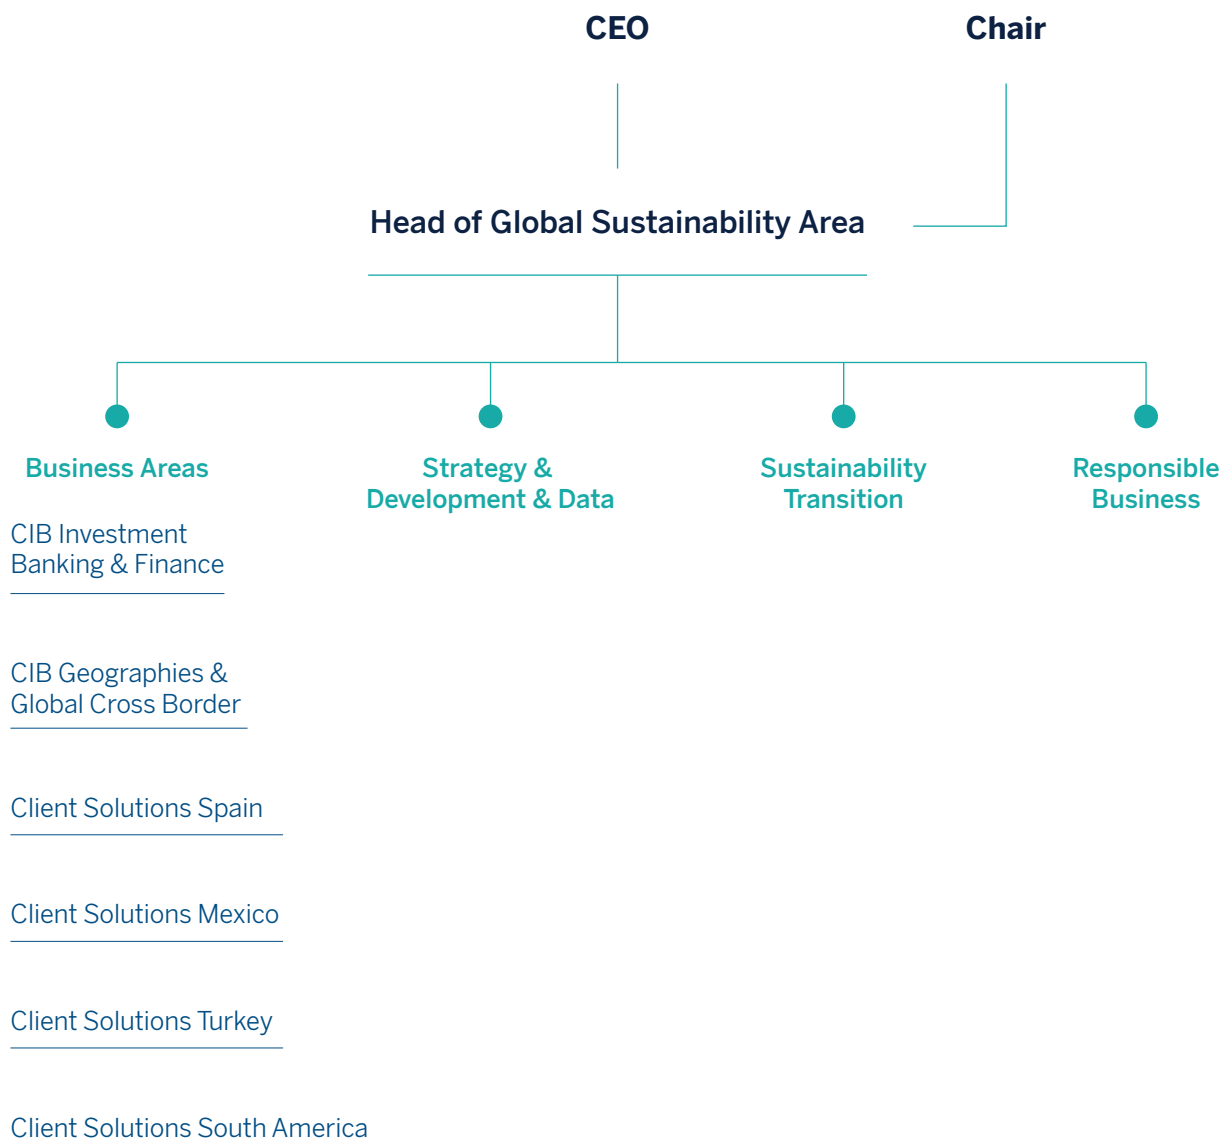 CEO
Chair
Head of Global Sustainability Area
Business Areas
Strategy &
Development & Data
Sustainability
Transition
Responsible
Business
CIB Investment
Banking & Finance
CIB Geographies &
Global Cross Border
Client Solutions Spain
Client Solutions Mexico
Client Solutions Turkey
Client Solutions South America